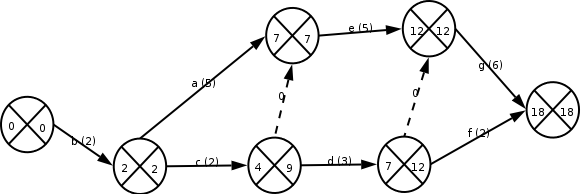 7 7
e (5)
12 12
a (5)
g (6)
0
0
18 18
0 0
b (2)
f (2)
2 2
c (2)
4 9
d (3)
7 12